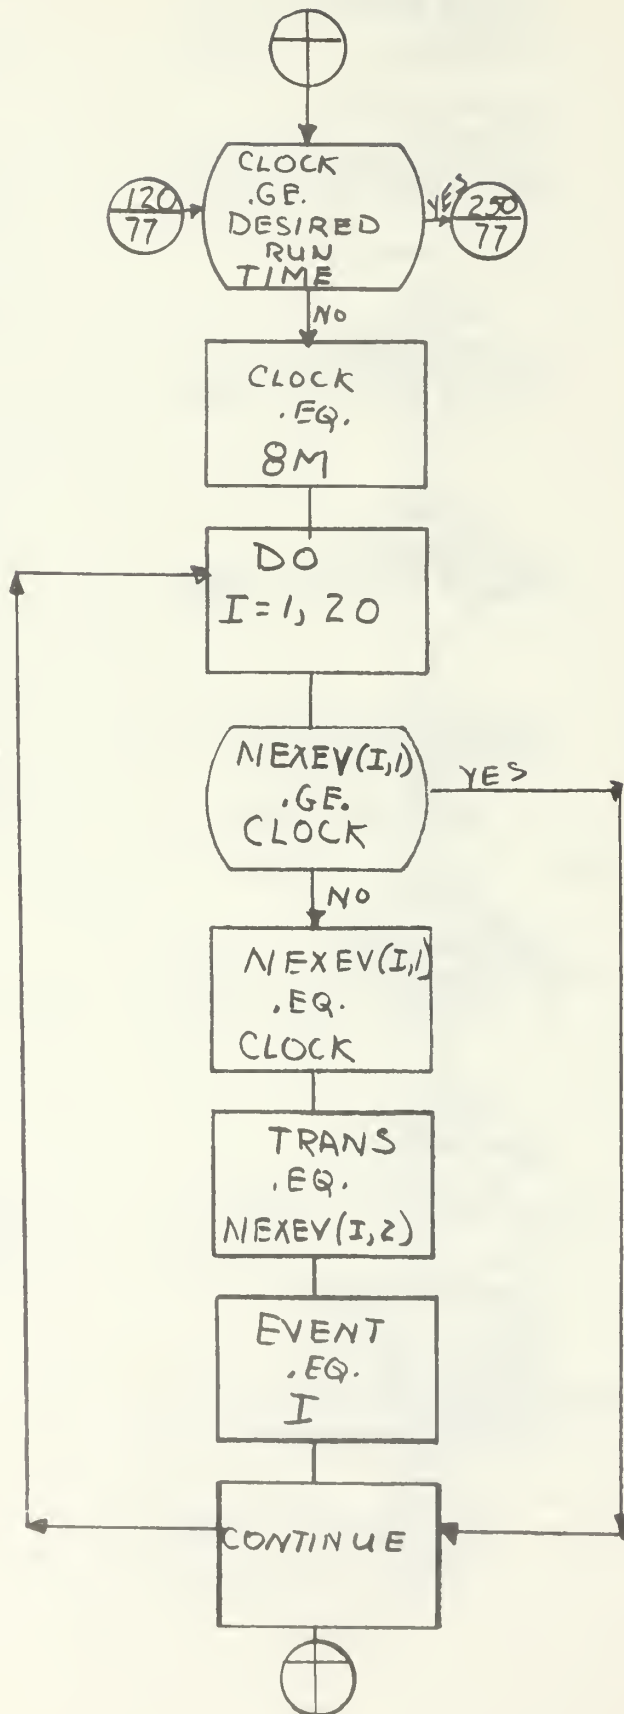 CLOCK
.GE.
DESIRED
RUN
TIME
120
77
YES
250
77
NO
CLOCK
.EQ.
8M
DO
I=1, 20
NEXEV(I,1)
.GE.
CLOCK
YES
NO
NEXEV(I,1)
.EQ.
CLOCK
TRANS
.EQ.
NEXEV(I,2)
EVENT
.EQ.
I
CONTINUE